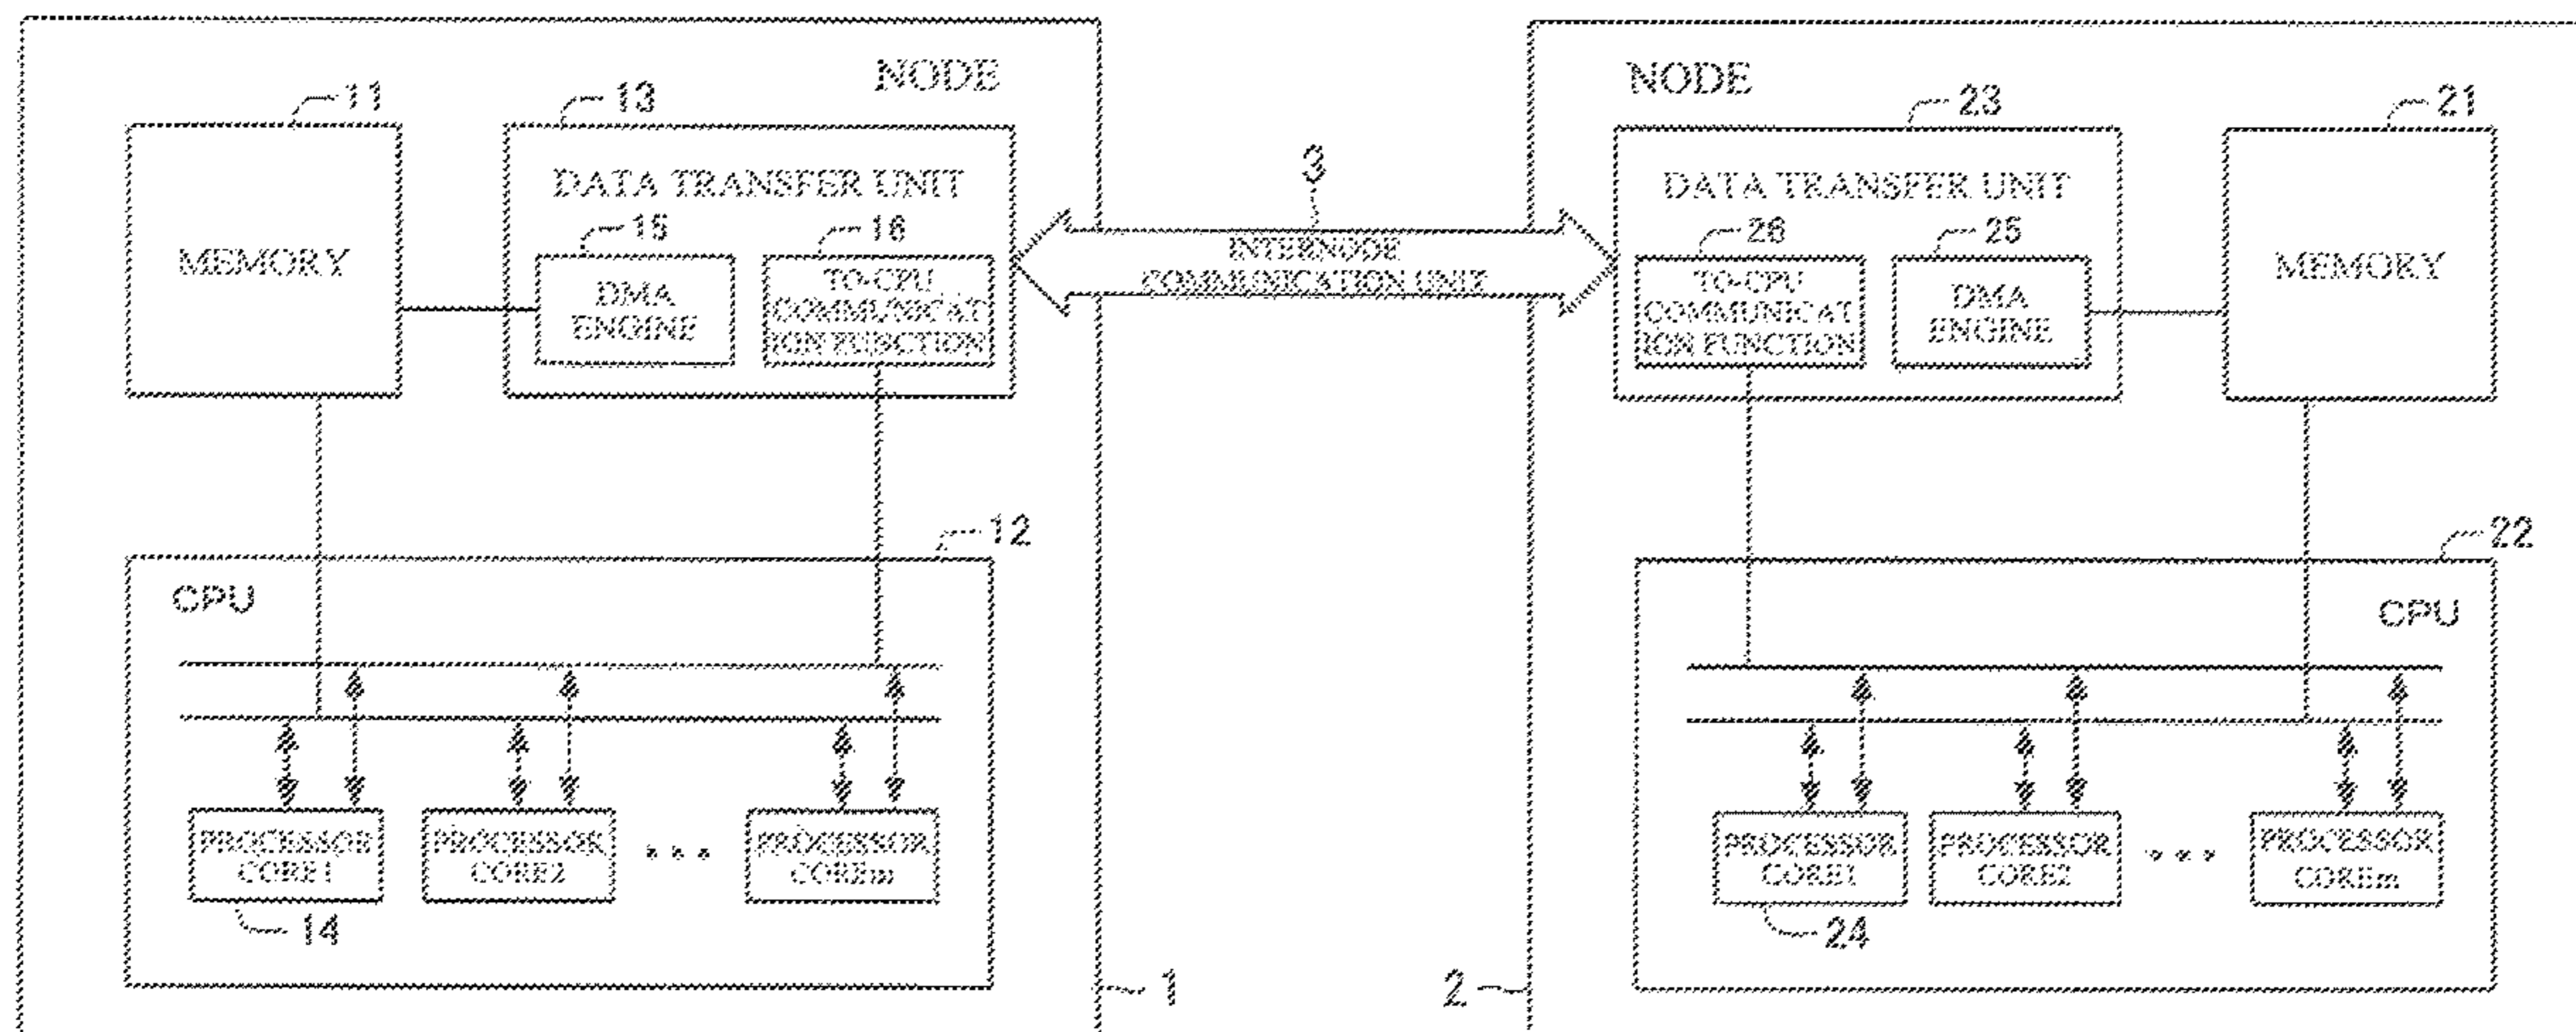 NODE
11
13
DATA TRANSFER UNIT
MEMORY
15
16
DMA
ENGINE
TO-CPU
COMMUNICAT
ION FUBCTION
3
INTERNODE
COMMUNICATION UNIT
NODE
23
21
DATA TRANSFER UNIT
26
25
TO-CPU
COMMUNICAT
ION FUNCTION
DMA
ENGINE
MEMORY
12
CPU
PROCESSOR
CORE1
PROCESSOR
CORE2
...
PROCESSOR
COREm
14
1
22
CPU
PROCESSOR
CORE1
PROCESSOR
CORE2
...
PROCESSOR
COREm
24
2